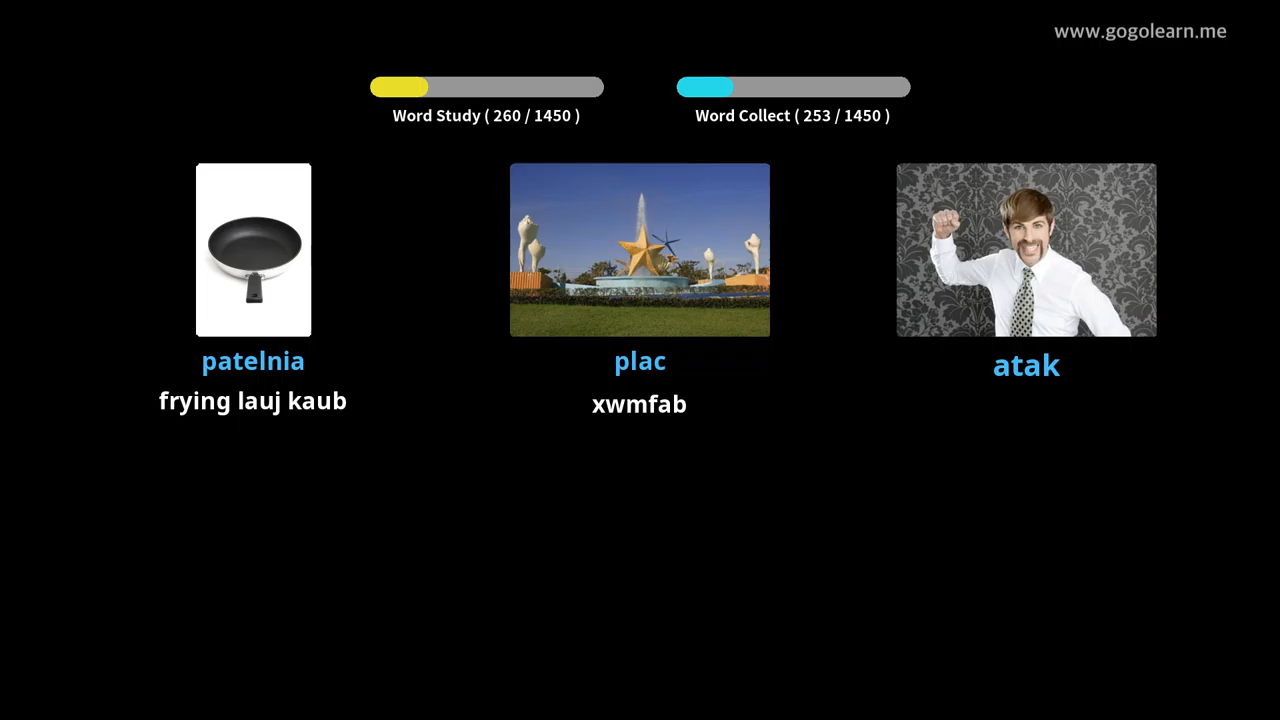 www.gogolearn.me
Word Study ( 260 / 1450 )
Word Collect ( 253 / 1450 )
patelnia
plac
atak
frying lauj kaub
xwmfab